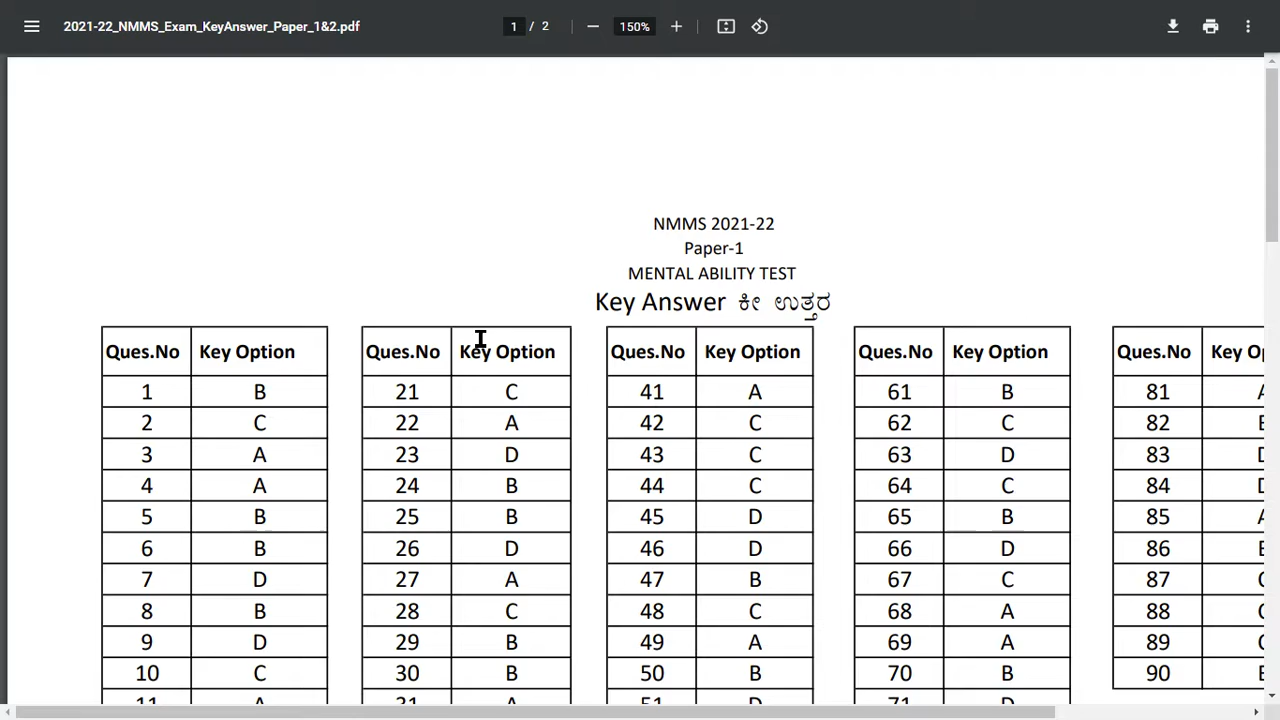 2021-22_NMMS_Exam_KeyAnswer_Paper_1&2.pdf 1 / 2 150%
NMMS 2021-22
Paper-1
MENTAL ABILITY TEST
Key Answer ಕೀ ಉತ್ತರ
Ques.No Key Option Ques.No Key Option Ques.No Key Option Ques.No Key Option Ques.No
1 B 21 C 41 A 61 B 81
2 C 22 A 42 C 62 C 82
3 A 23 D 43 C 63 D 83
4 A 24 B 44 C 64 C 84
5 B 25 B 45 D 65 B 85
6 B 26 D 46 D 66 D 86
7 D 27 A 47 B 67 C 87
8 B 28 C 48 C 68 A 88
9 D 29 B 49 A 69 A 89
10 C 30 B 50 B 70 B 90